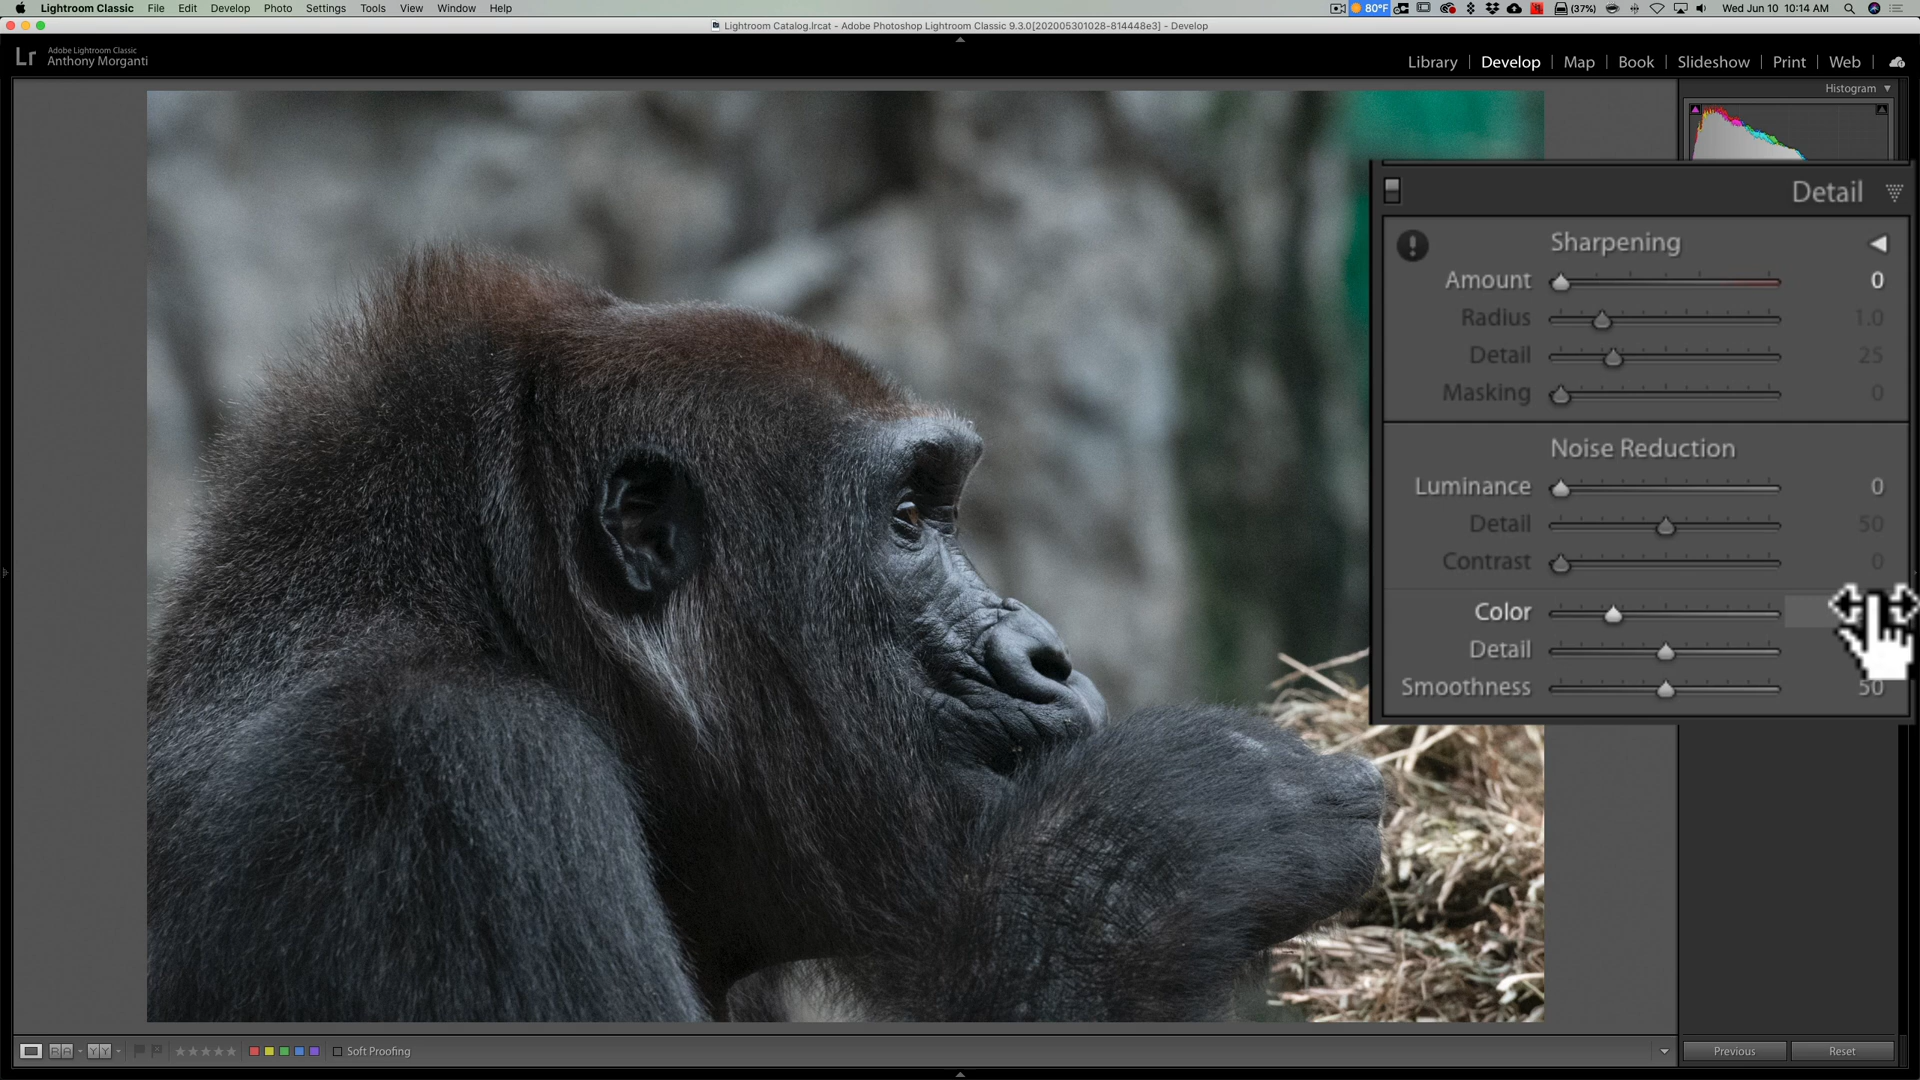 Lightroom Classic File Edit Develop Photo Settings Tools View Window Help 80°F (37%) Wed Jun 10 10:14 AM
Lightroom Catalog.lrcat - Adobe Photoshop Lightroom Classic 9.3.0[202005301028-814448e3] - Develop
Lr Adobe Lightroom Classic
Anthony Morganti
Library | Develop | Map | Book | Slideshow | Print | Web
Histogram
Detail
Sharpening
Amount 0
Radius 1.0
Detail 25
Masking 0
Noise Reduction
Luminance 0
Detail 50
Contrast 0
Color
Detail
Smoothness 50
RA YY Soft Proofing Previous Reset